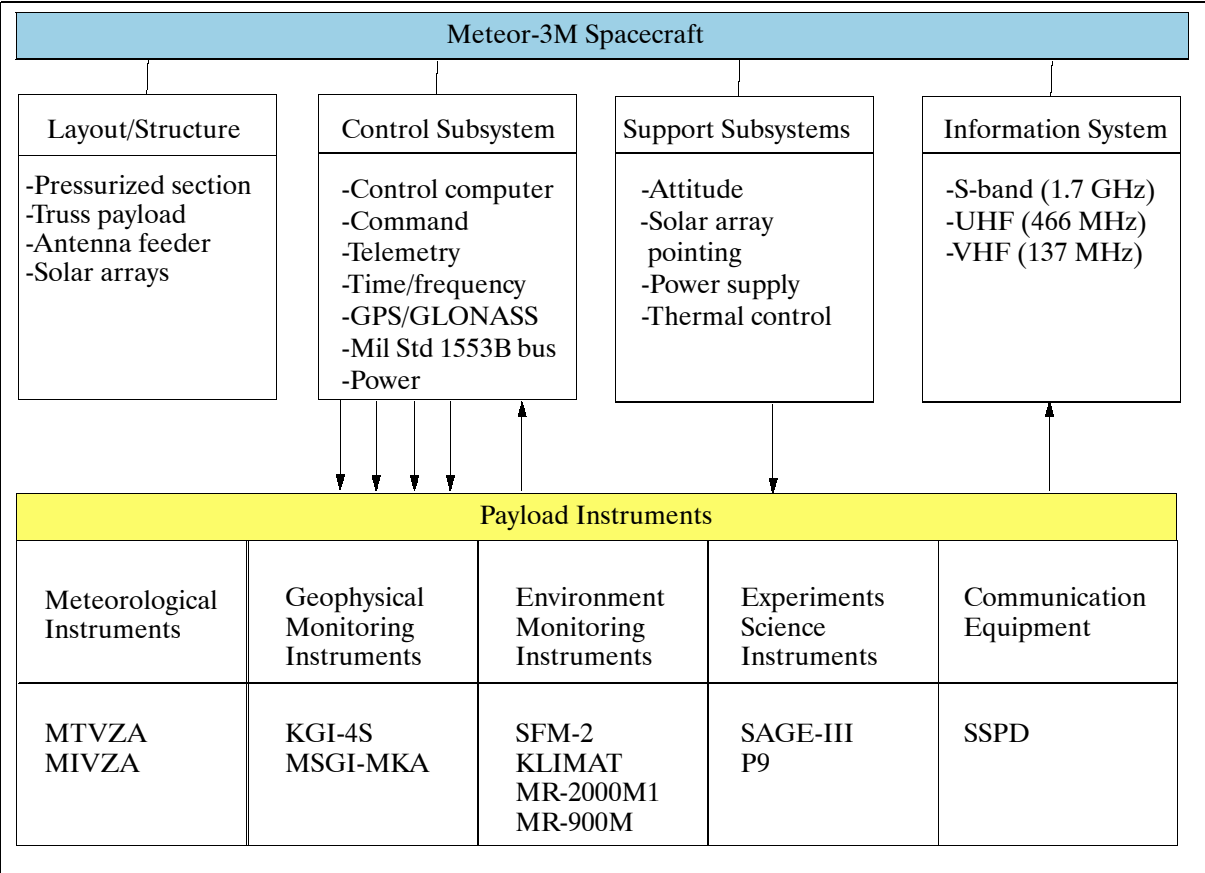 Meteor-3M Spacecraft
Layout/Structure
-Pressurized section
-Truss payload
-Antenna feeder
-Solar arrays
Control Subsystem
-Control computer
-Command
-Telemetry
-Time/frequency
-GPS/GLONASS
-Mil Std 1553B bus
-Power
Support Subsystems
-Attitude
-Solar array
pointing
-Power supply
-Thermal control
Information System
-S-band (1.7 GHz)
-UHF (466 MHz)
-VHF (137 MHz)
Payload Instruments
Meteorological
Instruments
Geophysical
Monitoring
Instruments
Environment
Monitoring
Instruments
Experiments
Science
Instruments
Communication
Equipment
MTVZA
MIVZA
KGI-4S
MSGI-MKA
SFM-2
KLIMAT
MR-2000M1
MR-900M
SAGE-III
P9
SSPD